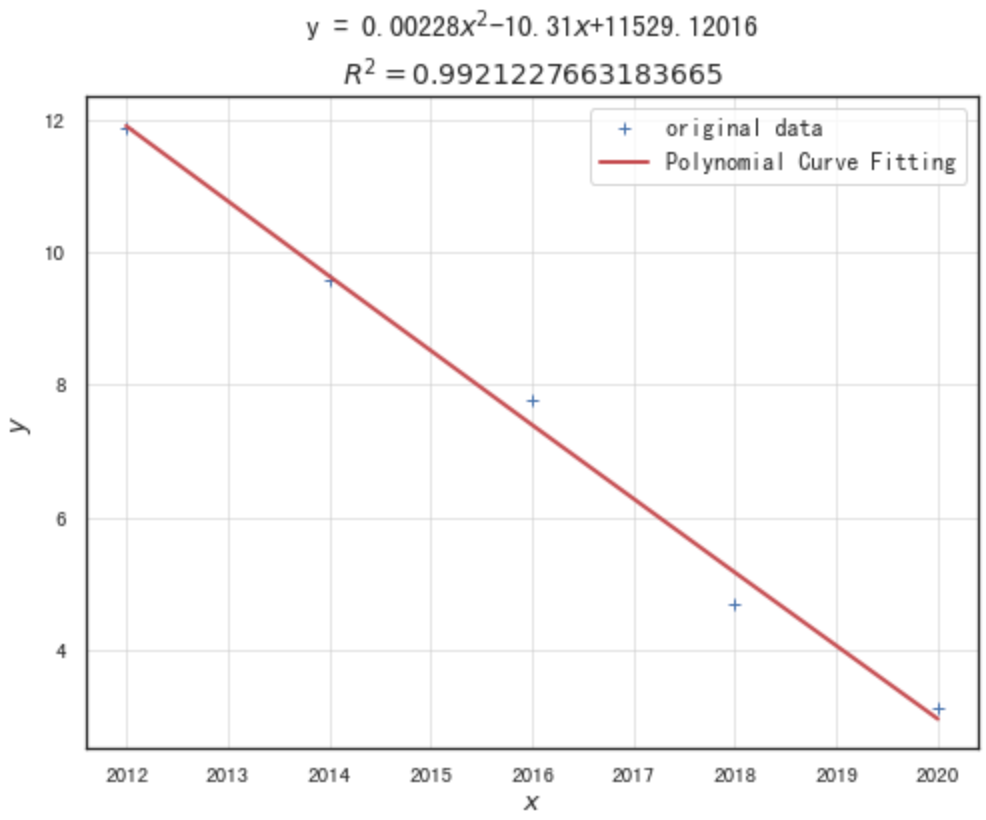 y = 0.00228x²−10.31x+11529.12016
R² = 0.9921227663183665
original data
Polynomial Curve Fitting
12
10
8
6
4
y
2012 2013 2014 2015 2016 2017 2018 2019 2020
x